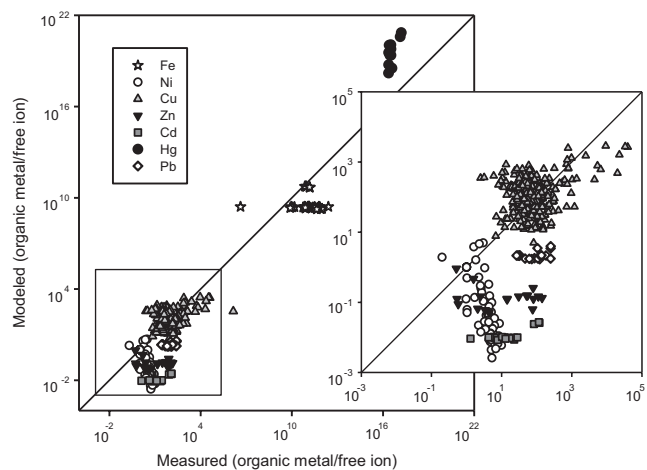 10^22
10^16
10^10
10^4
10^-2
Modeled (organic metal/free ion)
Fe
Ni
Cu
Zn
Cd
Hg
Pb
10^5
10^3
10^1
10^-1
10^-3
10^-3 10^-1 10^1 10^3 10^5
10^-2 10^4 10^10 10^16 10^22
Measured (organic metal/free ion)